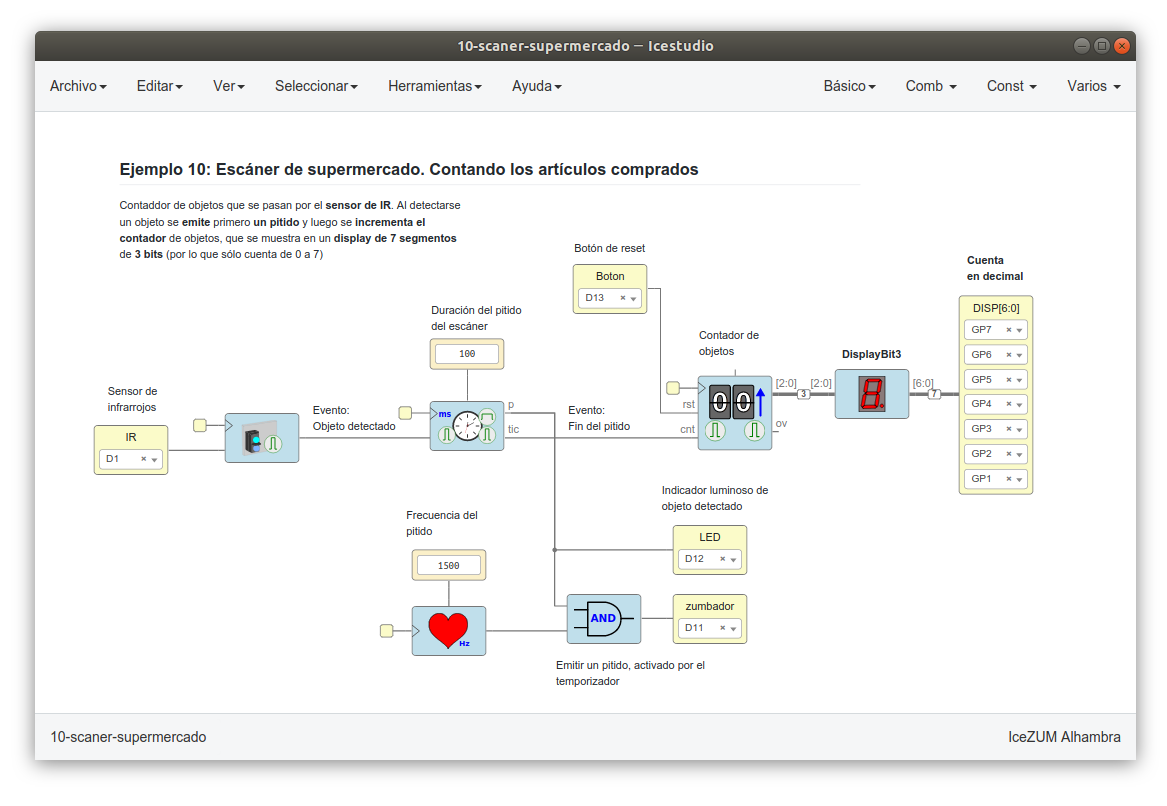 10-scaner-supermercado — Icestudio
Archivo Editar Ver Seleccionar Herramientas Ayuda Básico Comb Const Varios
Ejemplo 10: Escáner de supermercado. Contando los artículos comprados
Contaddor de objetos que se pasan por el sensor de IR. Al detectarse
un objeto se emite primero un pitido y luego se incrementa el
contador de objetos, que se muestra en un display de 7 segmentos
de 3 bits (por lo que sólo cuenta de 0 a 7)
Botón de reset
Boton
D13
Cuenta
en decimal
DISP[6:0]
GP7
GP6
GP5
GP4
GP3
GP2
GP1
Duración del pitido
del escáner
100
Contador de
objetos
DisplayBit3
[2:0]
3
[2:0]
[6:0]
7
8.
00
rst
cnt
ov
Sensor de
infrarrojos
IR
D1
Evento:
Objeto detectado
ms
p
tic
Evento:
Fin del pitido
Indicador luminoso de
objeto detectado
LED
D12
Frecuencia del
pitido
1500
Hz
AND
zumbador
D11
Emitir un pitido, activado por el
temporizador
10-scaner-supermercado
IceZUM Alhambra